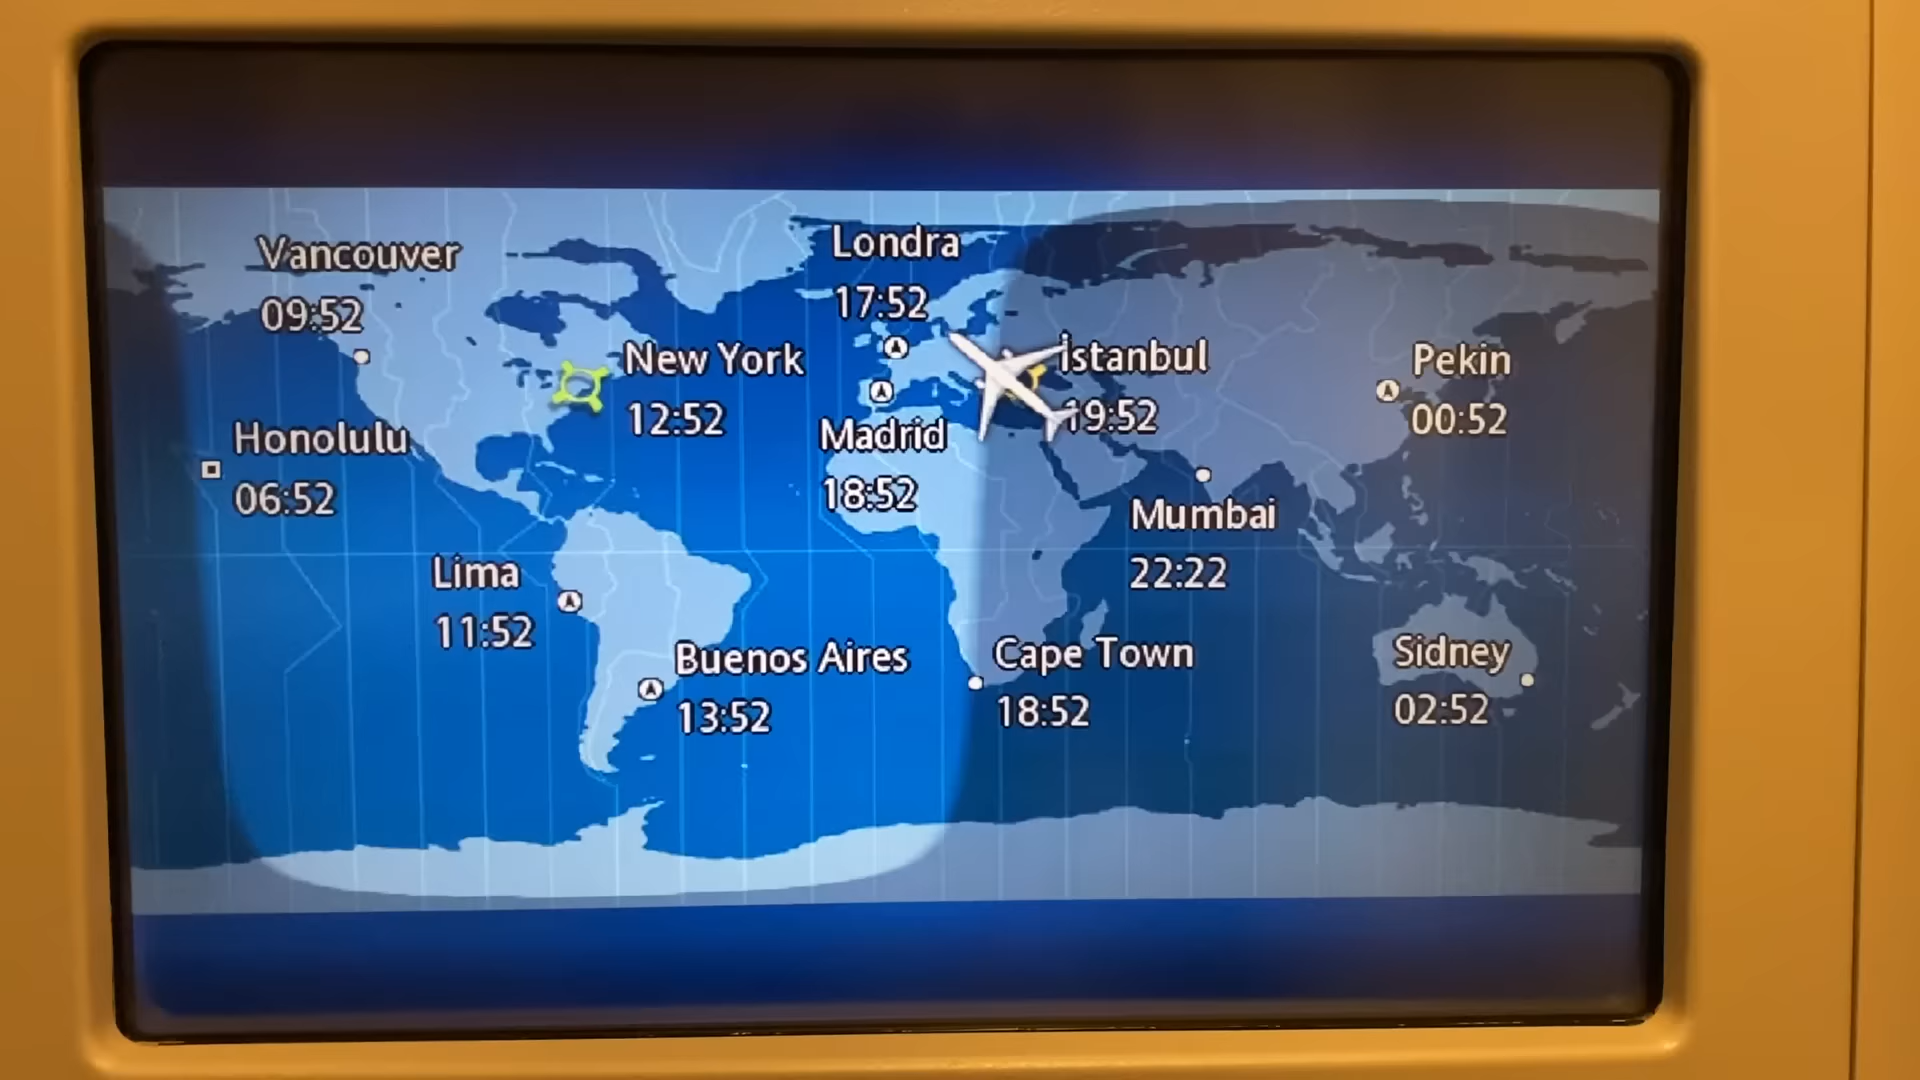 Vancouver
09:52
Londra
17:52
New York
12:52
İstanbul
19:52
Pekin
00:52
Honolulu
06:52
Madrid
18:52
Mumbai
22:22
Lima
11:52
Buenos Aires
13:52
Cape Town
18:52
Sidney
02:52